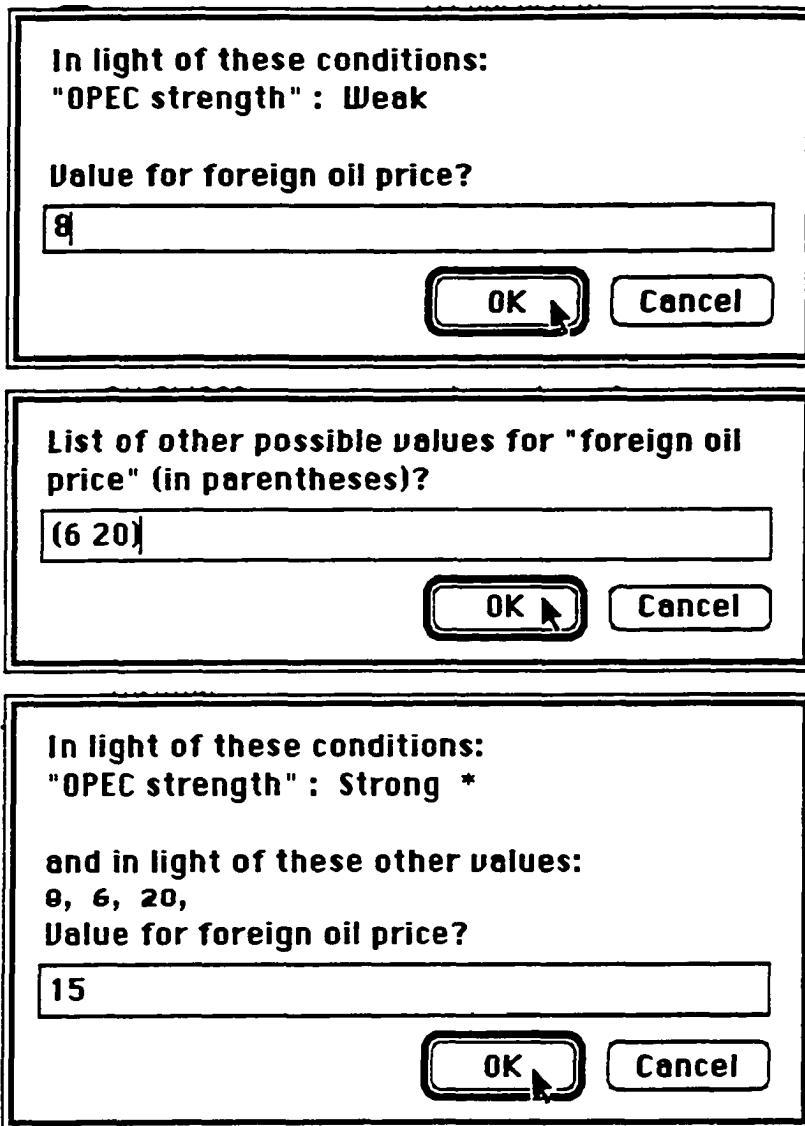 In light of these conditions:
"OPEC strength" : Weak
Value for foreign oil price?
8
OK Cancel
List of other possible values for "foreign oil
price" (in parentheses)?
(6 20)
OK Cancel
In light of these conditions:
"OPEC strength" : Strong *
and in light of these other values:
8, 6, 20,
Value for foreign oil price?
15
OK Cancel